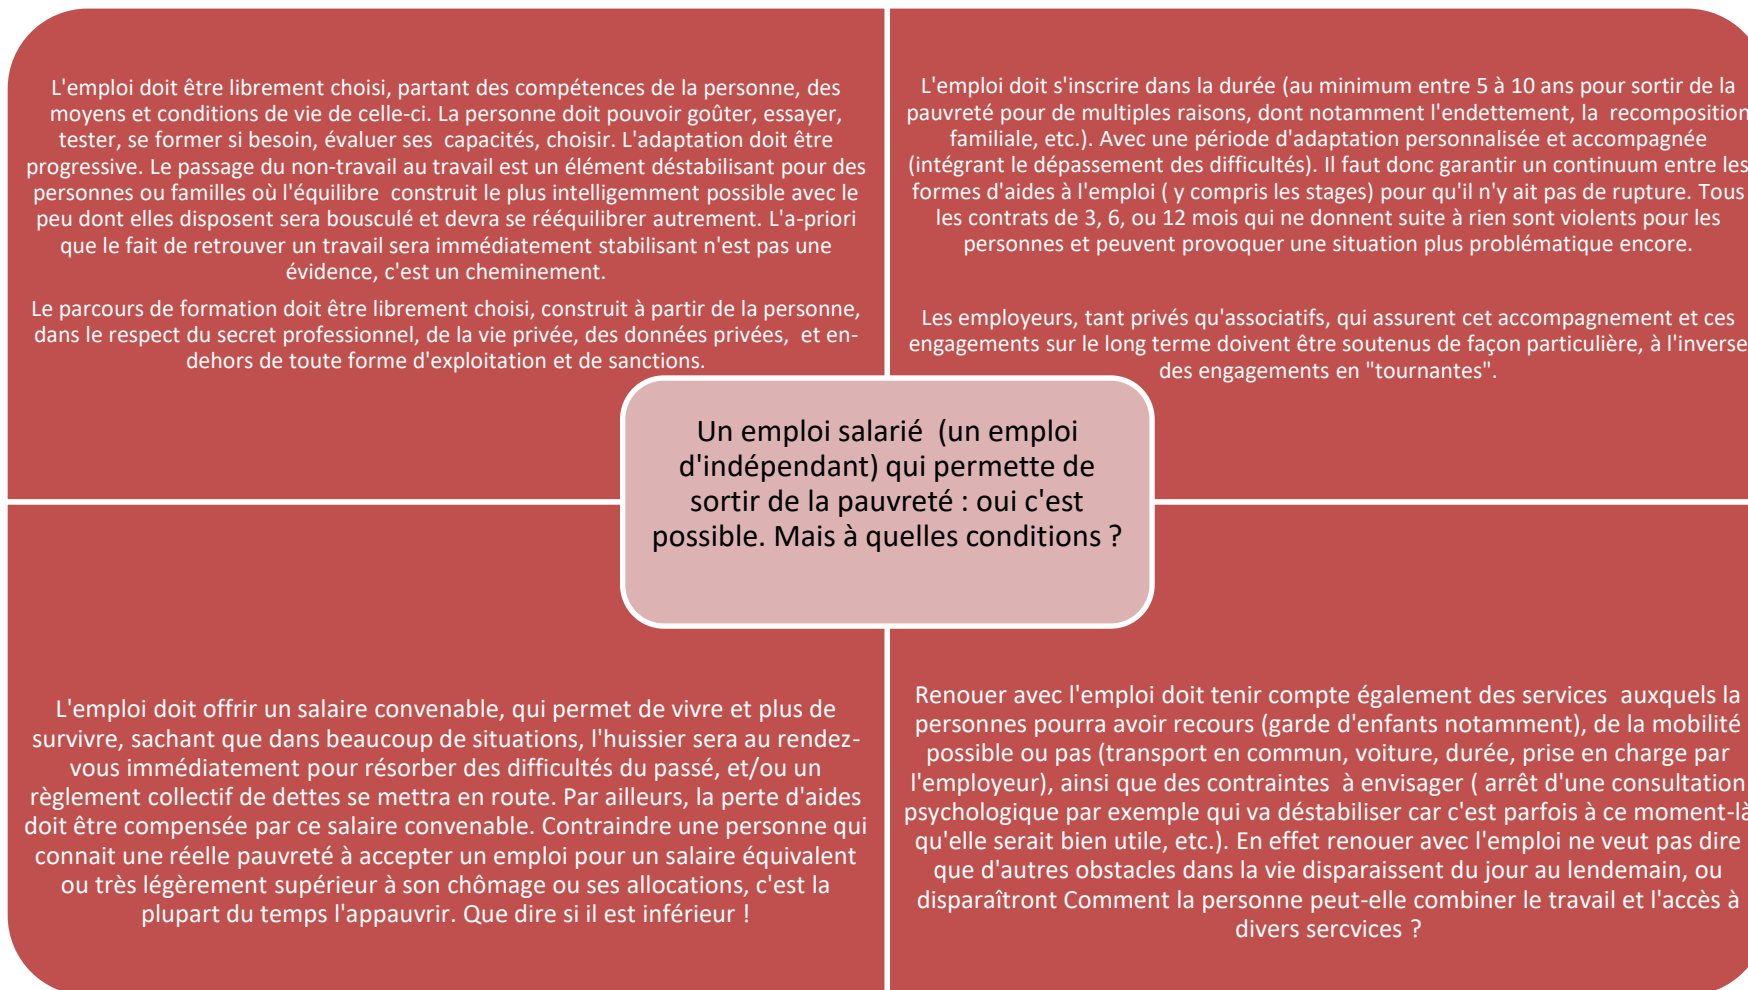 L'emploi doit être librement choisi, partant des compétences de la personne, des
moyens et conditions de vie de celle-ci. La personne doit pouvoir goûter, essayer,
tester, se former si besoin, évaluer ses  capacités, choisir. L'adaptation doit être
progressive. Le passage du non-travail au travail est un élément déstabilisant pour des
personnes ou familles où l'équilibre  construit le plus intelligemment possible avec le
peu dont elles disposent sera bousculé et devra se rééquilibrer autrement. L'a-priori
que le fait de retrouver un travail sera immédiatement stabilisant n'est pas une
évidence, c'est un cheminement.
Le parcours de formation doit être librement choisi, construit à partir de la personne,
dans le respect du secret professionnel, de la vie privée, des données privées,  et en-
dehors de toute forme d'exploitation et de sanctions.
L'emploi doit s'inscrire dans la durée (au minimum entre 5 à 10 ans pour sortir de la
pauvreté pour de multiples raisons, dont notamment l'endettement, la  recomposition
familiale, etc.). Avec une période d'adaptation personnalisée et accompagnée
(intégrant le dépassement des difficultés). Il faut donc garantir un continuum entre les
formes d'aides à l'emploi ( y compris les stages) pour qu'il n'y ait pas de rupture. Tous
les contrats de 3, 6, ou 12 mois qui ne donnent suite à rien sont violents pour les
personnes et peuvent provoquer une situation plus problématique encore.
Les employeurs, tant privés qu'associatifs, qui assurent cet accompagnement et ces
engagements sur le long terme doivent être soutenus de façon particulière, à l'inverse
des engagements en "tournantes".
Un emploi salarié  (un emploi
d'indépendant) qui permette de
sortir de la pauvreté : oui c'est
possible. Mais à quelles conditions ?
L'emploi doit offrir un salaire convenable, qui permet de vivre et plus de
survivre, sachant que dans beaucoup de situations, l'huissier sera au rendez-
vous immédiatement pour résorber des difficultés du passé, et/ou un
règlement collectif de dettes se mettra en route. Par ailleurs, la perte d'aides
doit être compensée par ce salaire convenable. Contraindre une personne qui
connait une réelle pauvreté à accepter un emploi pour un salaire équivalent
ou très légèrement supérieur à son chômage ou ses allocations, c'est la
plupart du temps l'appauvrir. Que dire si il est inférieur !
Renouer avec l'emploi doit tenir compte également des services  auxquels la
personnes pourra avoir recours (garde d'enfants notamment), de la mobilité
possible ou pas (transport en commun, voiture, durée, prise en charge par
l'employeur), ainsi que des contraintes  à envisager ( arrêt d'une consultation
psychologique par exemple qui va déstabiliser car c'est parfois à ce moment-là
qu'elle serait bien utile, etc.). En effet renouer avec l'emploi ne veut pas dire
que d'autres obstacles dans la vie disparaissent du jour au lendemain, ou
disparaîtront Comment la personne peut-elle combiner le travail et l'accès à
divers sercvices ?